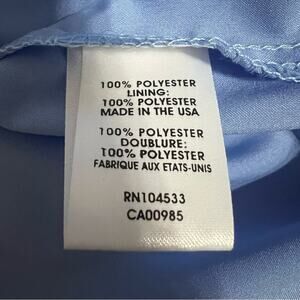 100% POLYESTER
LINING:
100% POLYESTER
MADE IN THE USA
100% POLYESTER
DOUBLURE:
100% POLYESTER
FABRIQUE AUX ETATS-UNIS
RN104533
CA00985